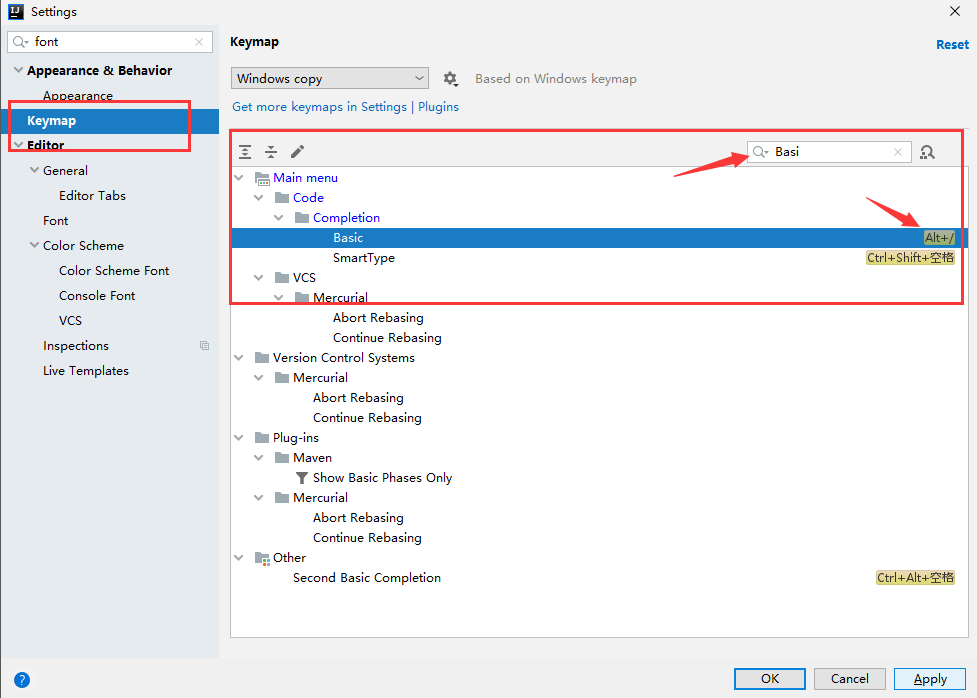 Settings
font
Keymap
Reset
Appearance & Behavior
Appearance
Keymap
Editor
General
Editor Tabs
Font
Color Scheme
Color Scheme Font
Console Font
VCS
Inspections
Live Templates
Windows copy
Based on Windows keymap
Get more keymaps in Settings | Plugins
Basi
Main menu
Code
Completion
Basic Alt+/
SmartType Ctrl+Shift+空格
VCS
Mercurial
Abort Rebasing
Continue Rebasing
Version Control Systems
Mercurial
Abort Rebasing
Continue Rebasing
Plug-ins
Maven
Show Basic Phases Only
Mercurial
Abort Rebasing
Continue Rebasing
Other
Second Basic Completion Ctrl+Alt+空格
?
OK Cancel Apply